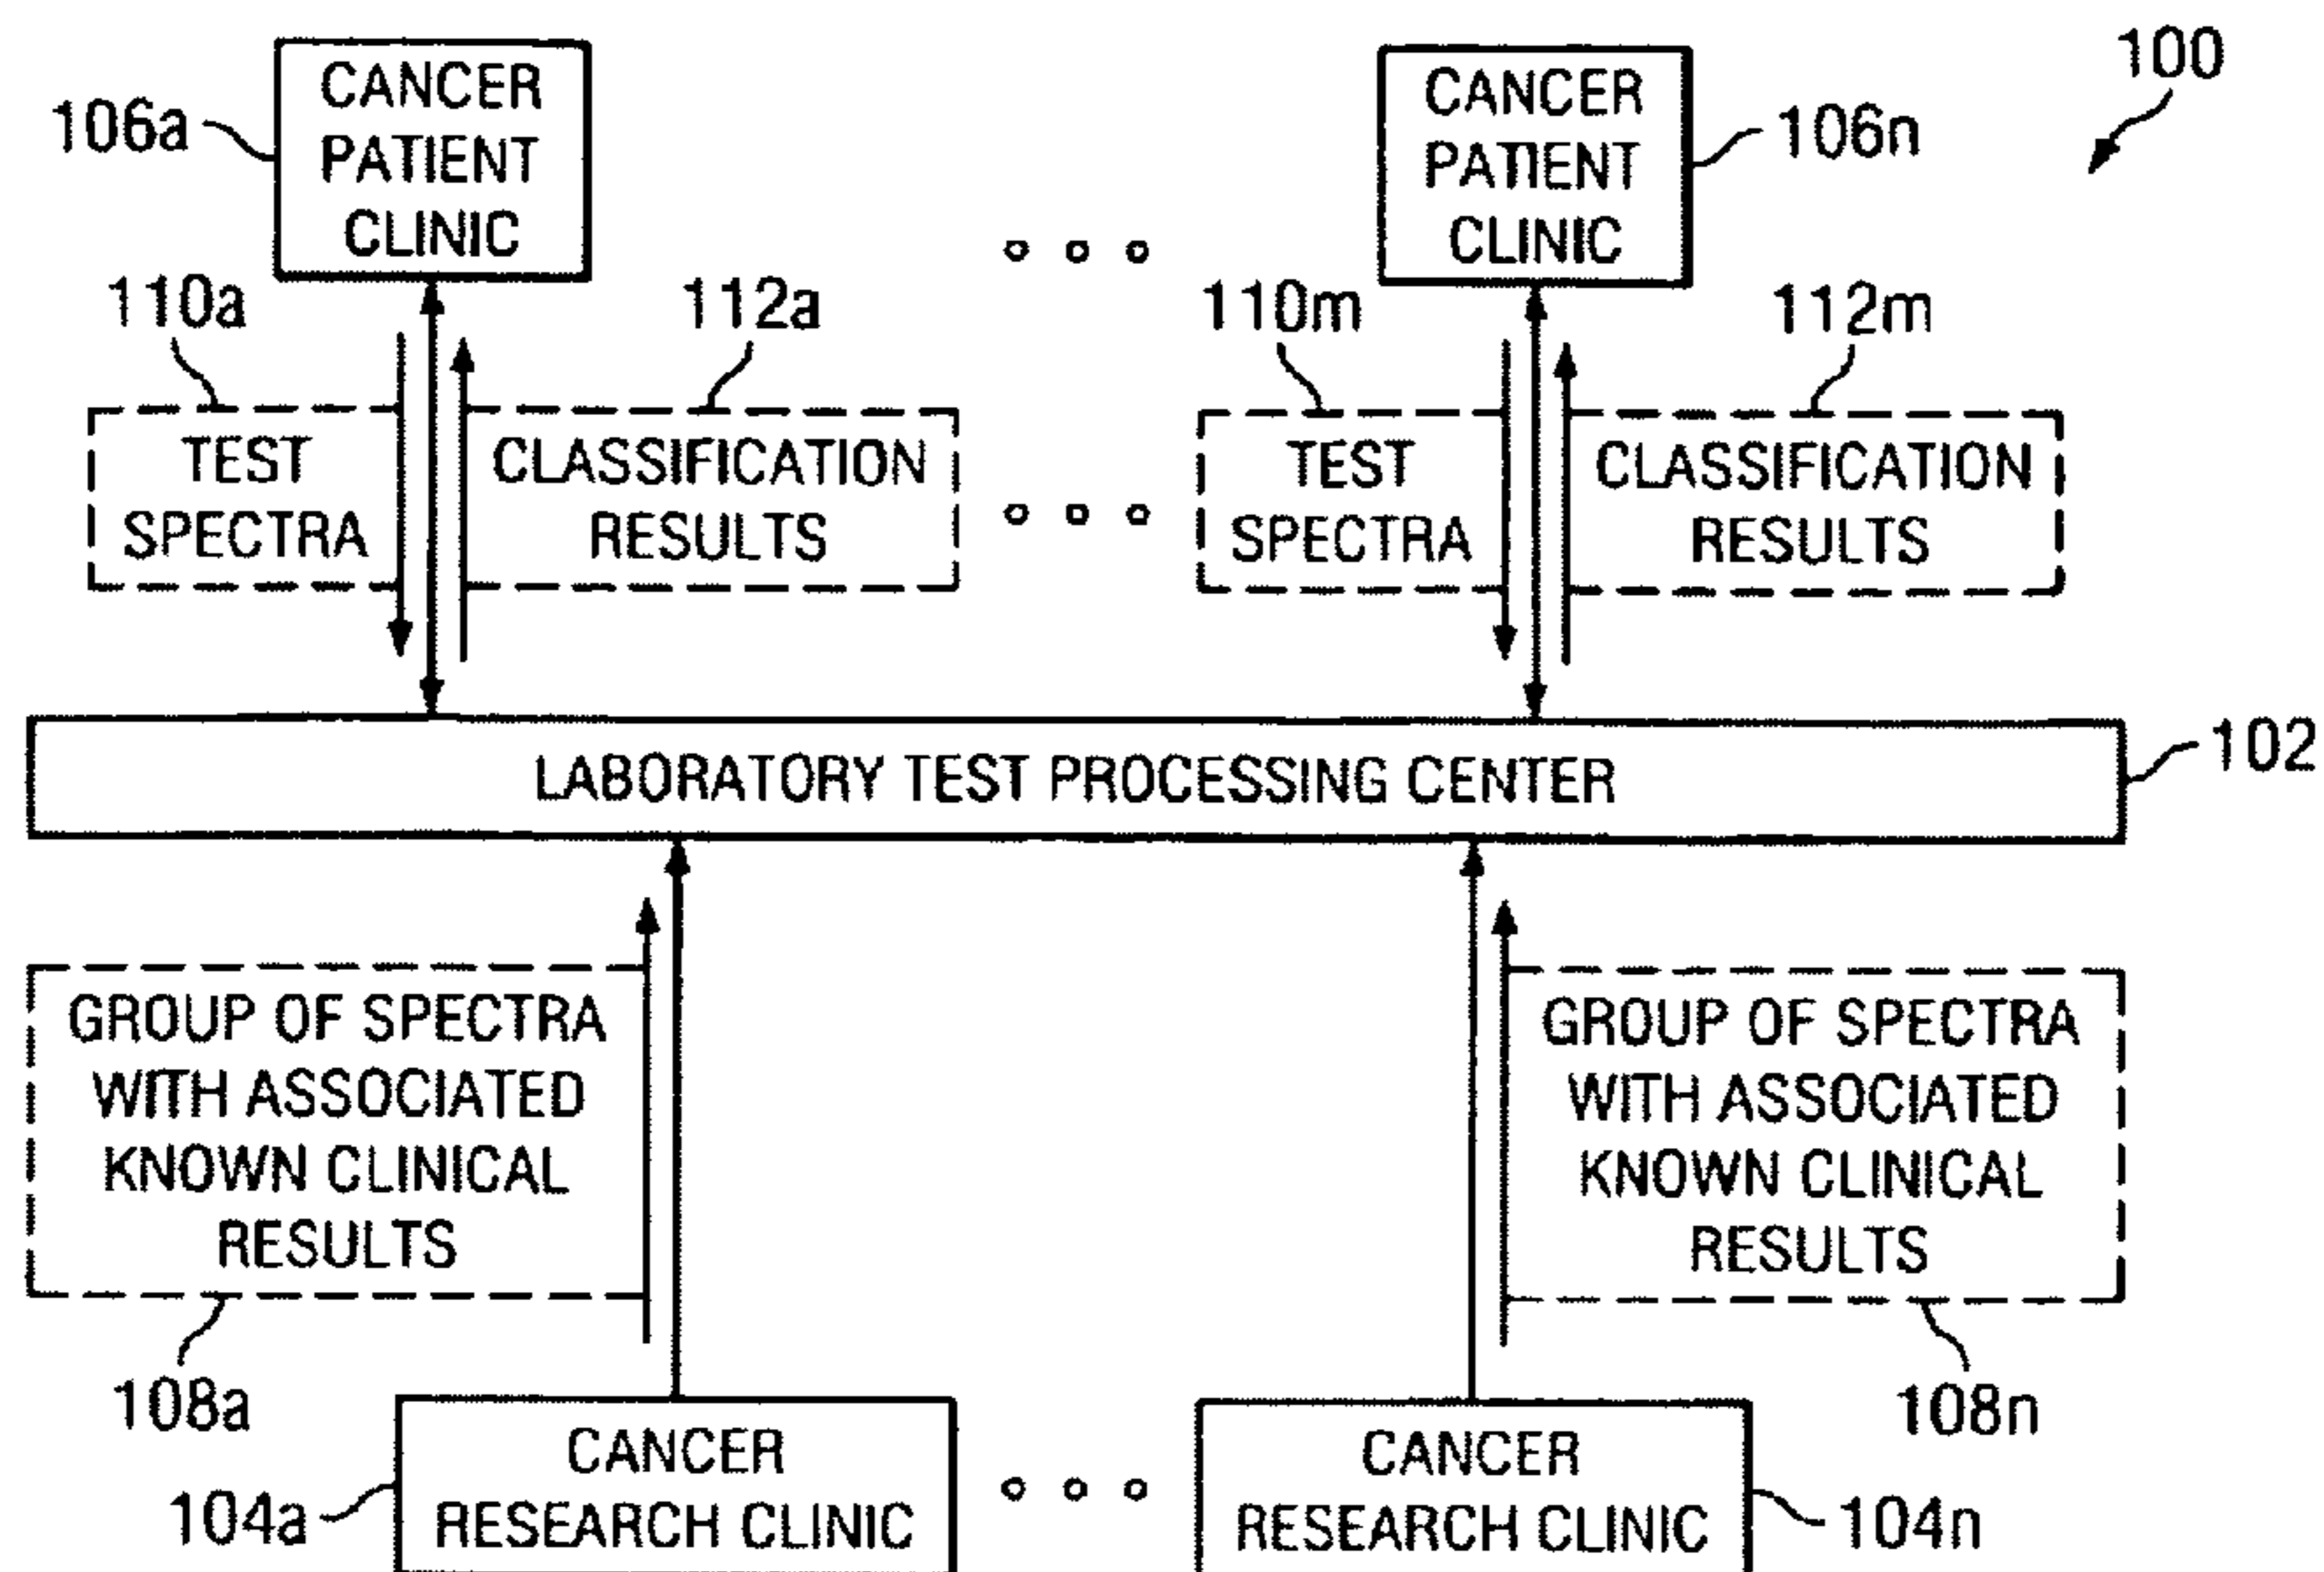 100
CANCER
PATIENT
CLINIC
106a
CANCER
PATIENT
CLINIC
106n
110a
112a
110m
112m
TEST
SPECTRA
CLASSIFICATION
RESULTS
TEST
SPECTRA
CLASSIFICATION
RESULTS
LABORATORY TEST PROCESSING CENTER
102
GROUP OF SPECTRA
WITH ASSOCIATED
KNOWN CLINICAL
RESULTS
GROUP OF SPECTRA
WITH ASSOCIATED
KNOWN CLINICAL
RESULTS
108a
108n
CANCER
RESEARCH CLINIC
104a
CANCER
RESEARCH CLINIC
104n